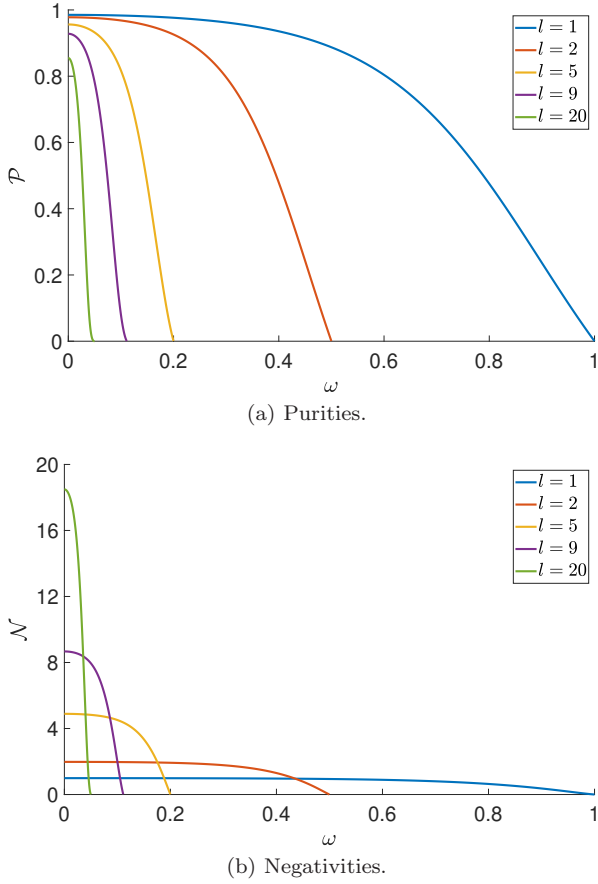 1
0.8
0.6
0.4
0.2
0
𝒫
l = 1
l = 2
l = 5
l = 9
l = 20
0 0.2 0.4 0.6 0.8 1
ω
(a) Purities.
20
16
12
8
4
0
𝒩
l = 1
l = 2
l = 5
l = 9
l = 20
0 0.2 0.4 0.6 0.8 1
ω
(b) Negativities.